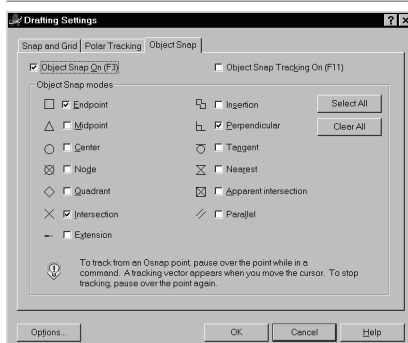 Drafting Settings
Snap and Grid Polar Tracking Object Snap
Object Snap On (F3) Object Snap Tracking On (F11)
Object Snap modes
Endpoint Insertion Select All
Midpoint Perpendicular Clear All
Center Tangent
Node Nearest
Quadrant Apparent intersection
Intersection Parallel
Extension
To track from an Osnap point, pause over the point while in a
command. A tracking vector appears when you move the cursor. To stop
tracking, pause over the point again.
Options... OK Cancel Help